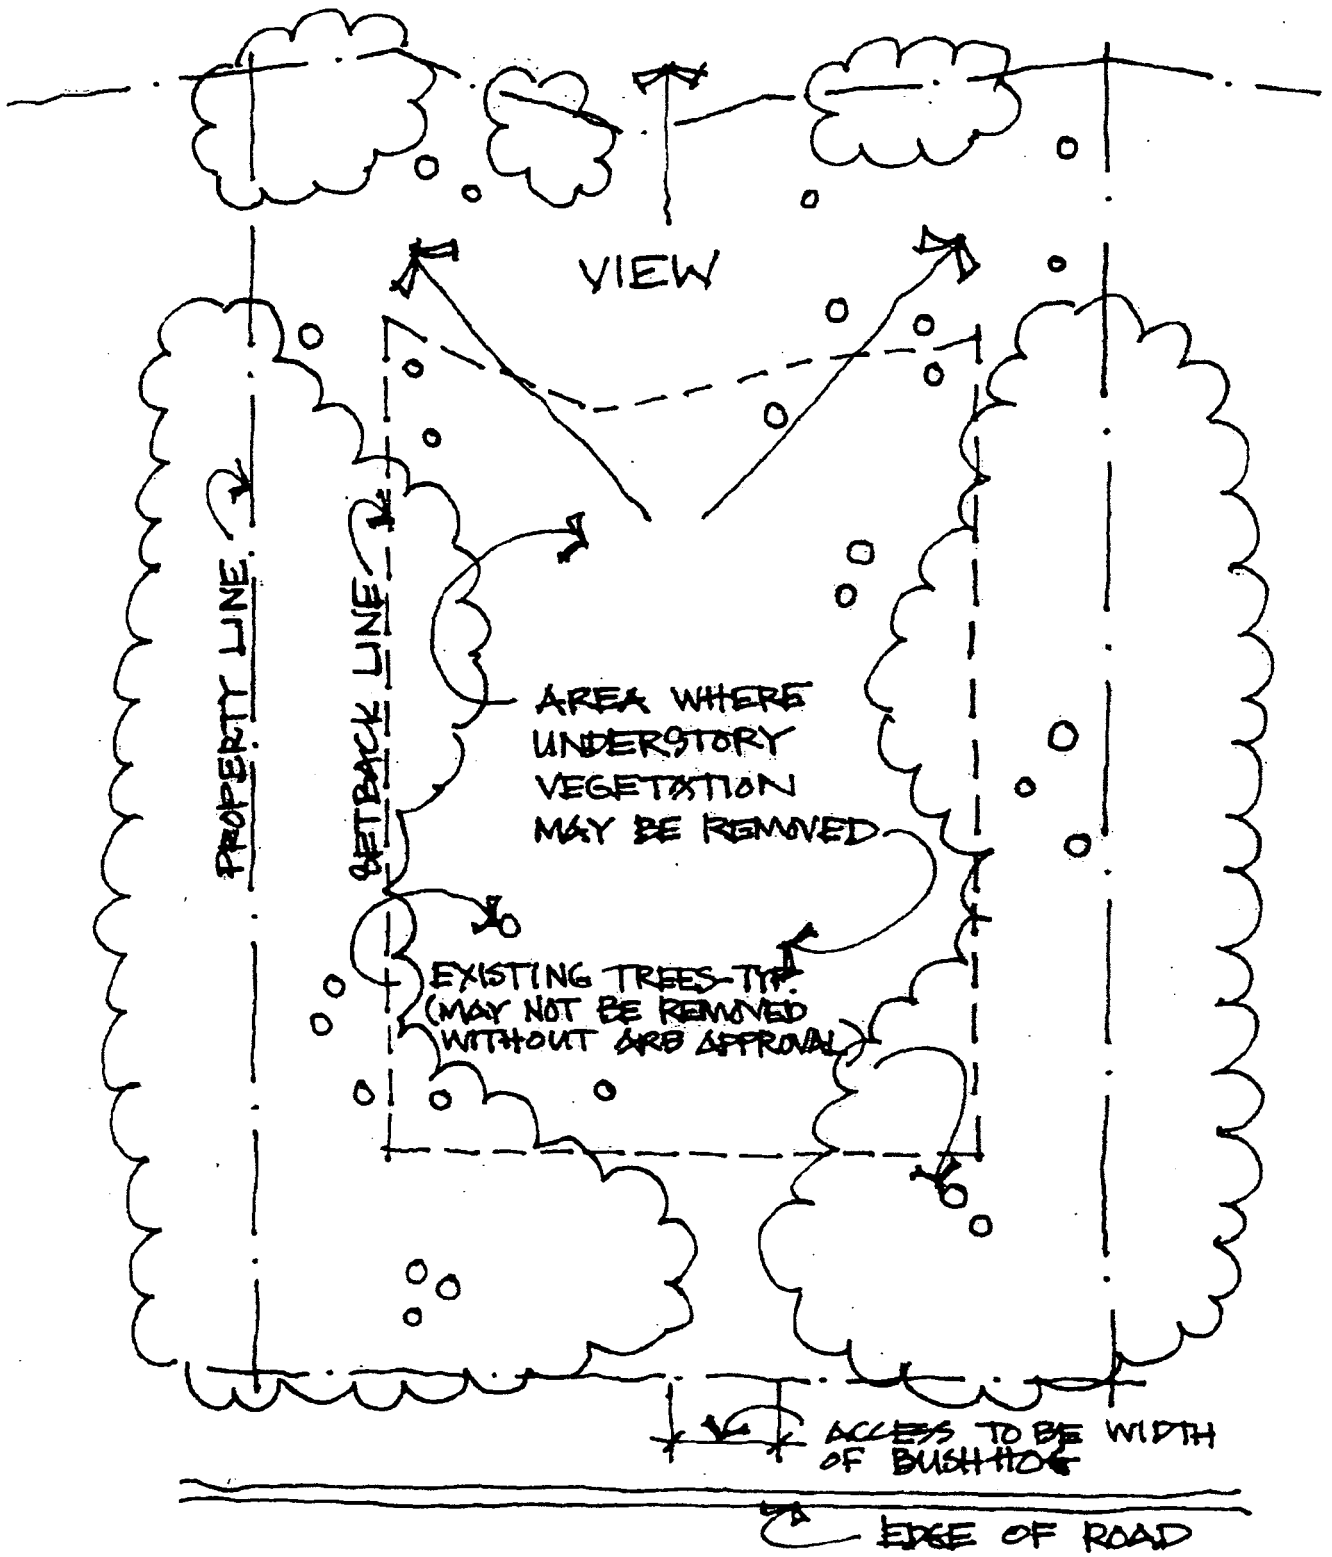 VIEW
PROPERTY LINE
SETBACK LINE
AREA WHERE
UNDERSTORY
VEGETATION
MAY BE REMOVED
EXISTING TREES-TYP.
(MAY NOT BE REMOVED
WITHOUT ARB APPROVAL)
ACCESS TO BE WIDTH
OF BUSHHOG
EDGE OF ROAD